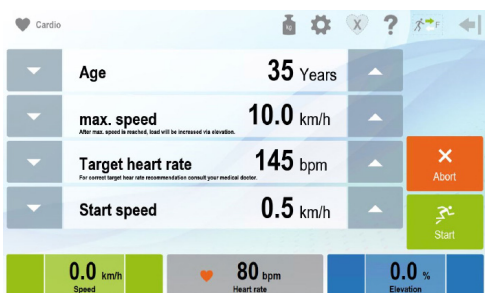 Cardio
kg
X
?
F
Age 35 Years
max. speed 10.0 km/h
After max. speed is reached, load will be increased via elevation.
Target heart rate 145 bpm
For correct target hear rate recommendation consult your medical doctor.
Abort
Start speed 0.5 km/h
Start
0.0 km/h
Speed
80 bpm
Heart rate
0.0 %
Elevation